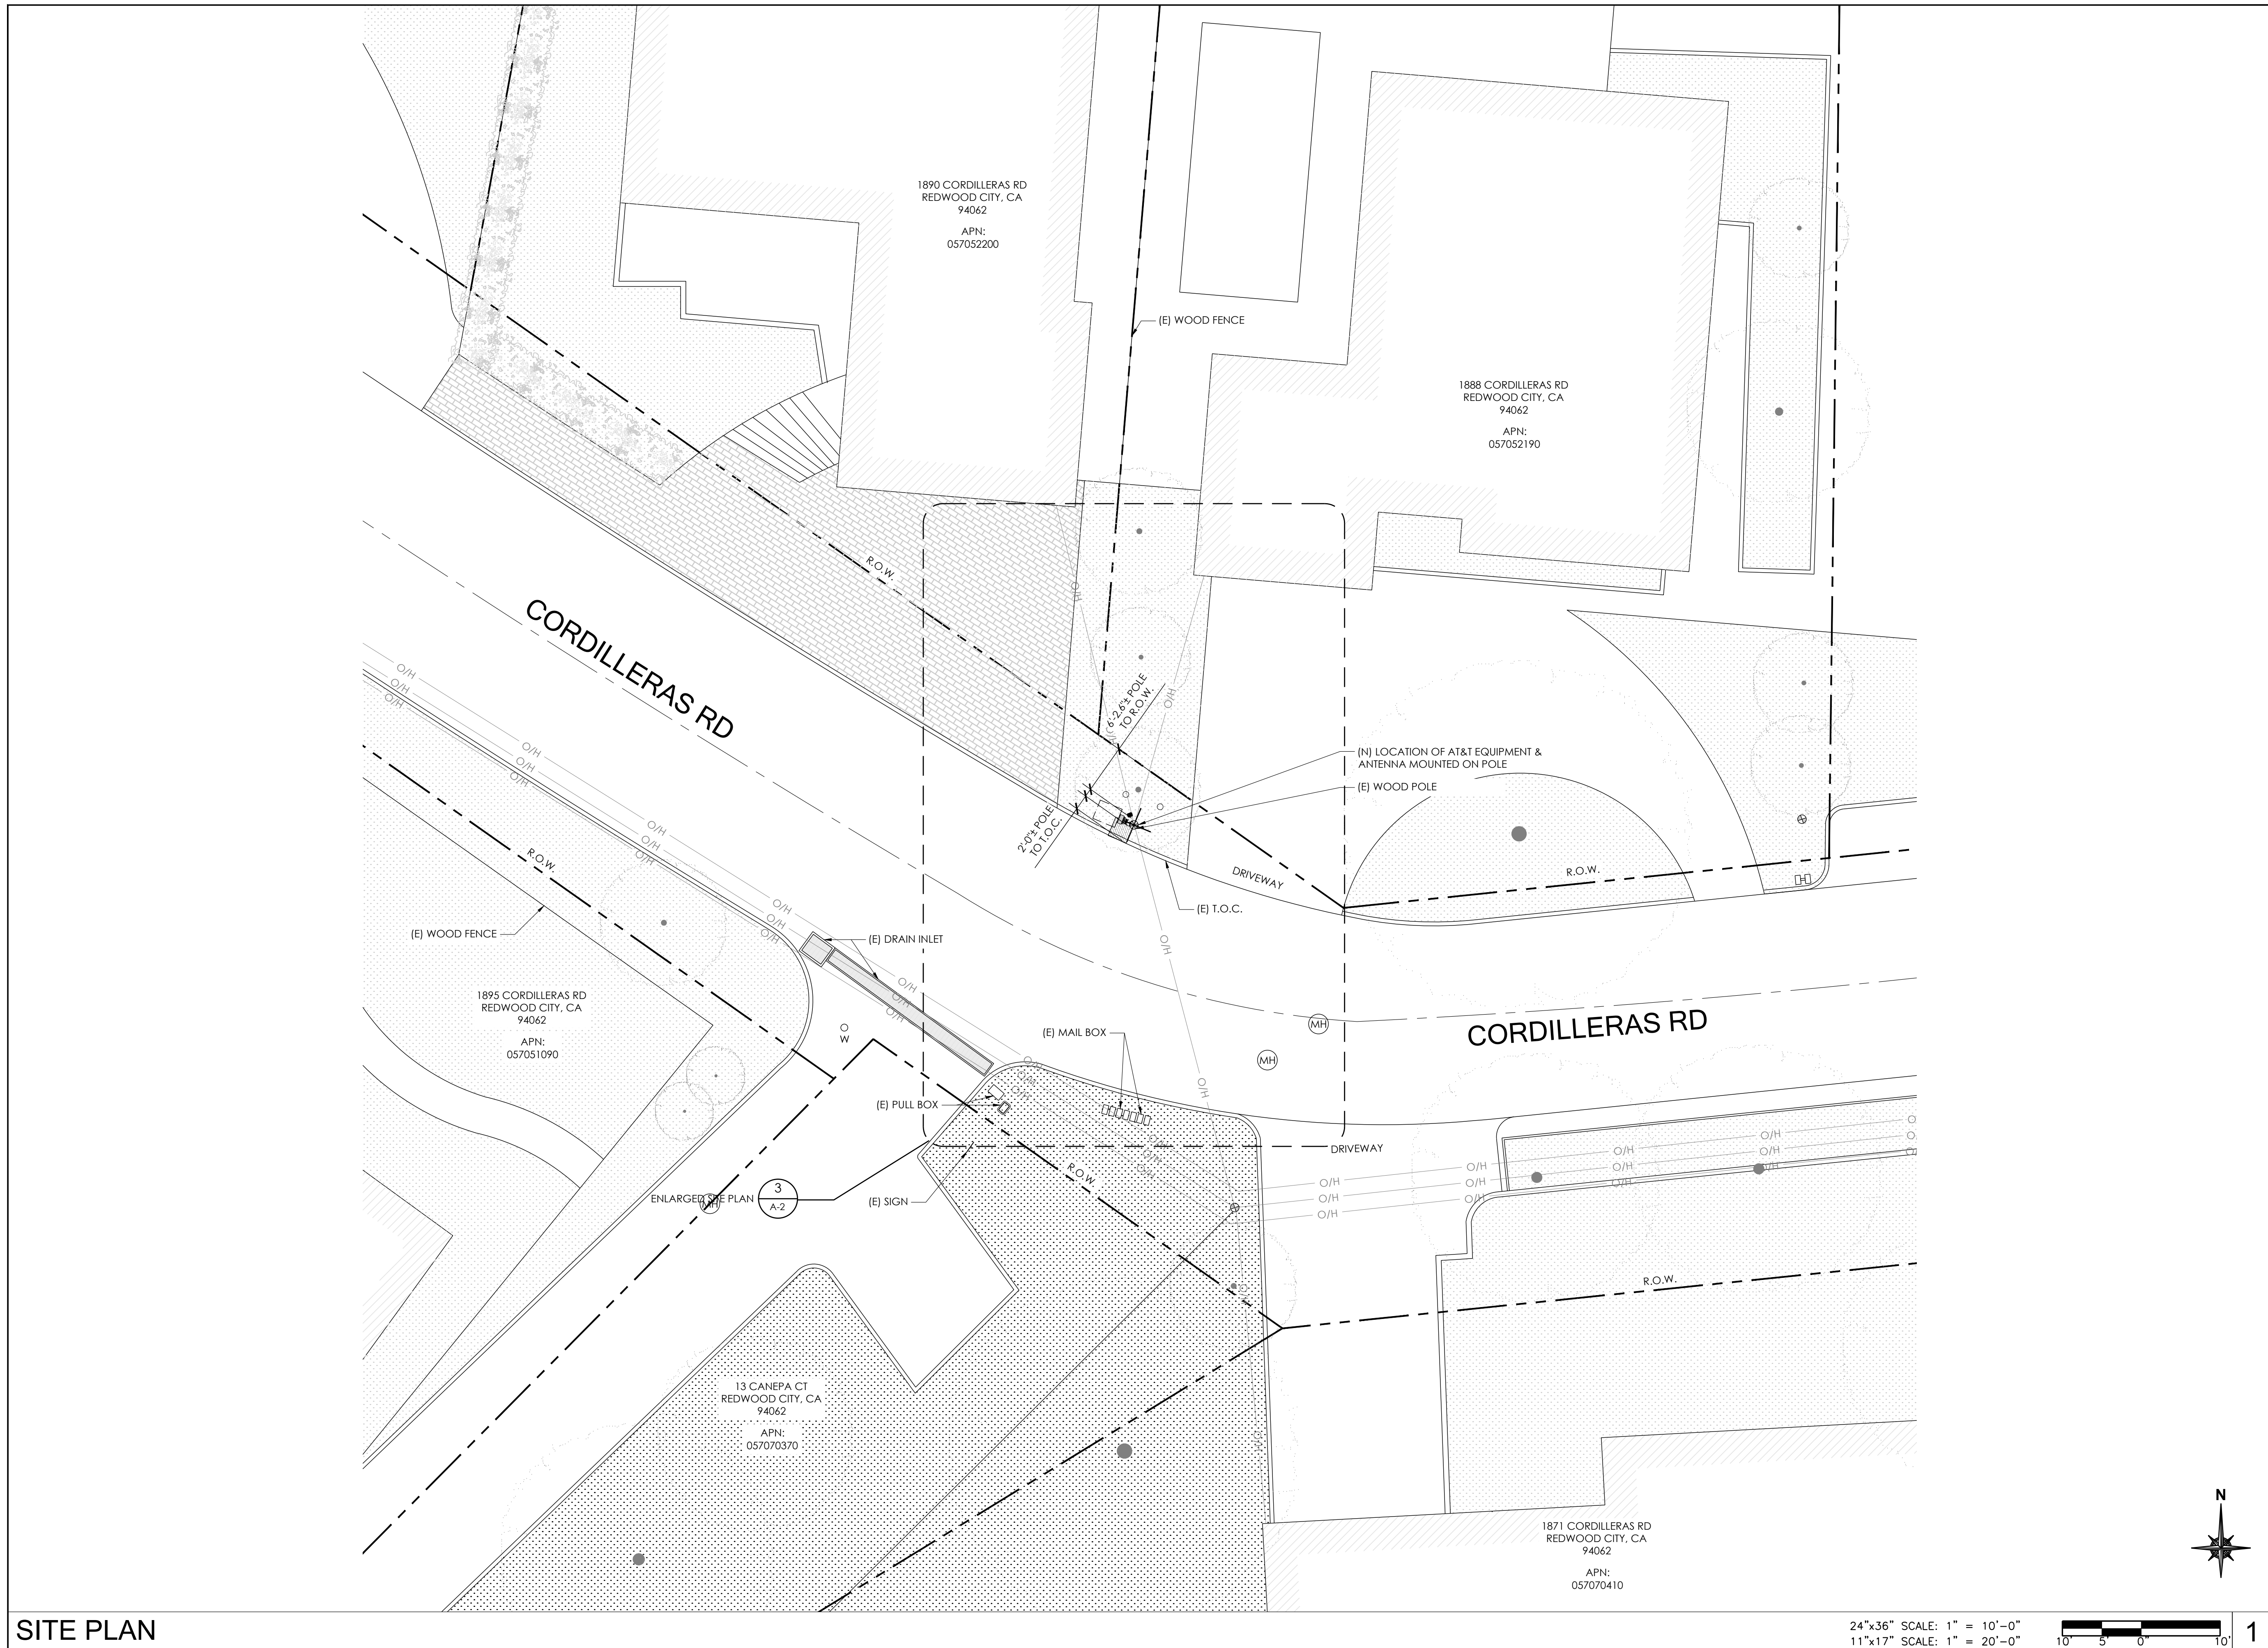 1890 CORDILLERAS RD
REDWOOD CITY, CA
94062
APN:
057052200
(E) WOOD FENCE
1888 CORDILLERAS RD
REDWOOD CITY, CA
94062
APN:
057052190
R.O.W.
O/H
CORDILLERAS RD
O/H
O/H
O/H
O/H
O/H
O/H
6'-2.6"± POLE
TO R.O.W.
O/H
O/H
(N) LOCATION OF AT&T EQUIPMENT &
ANTENNA MOUNTED ON POLE
(E) WOOD POLE
2'-0"± POLE
TO T.O.C.
O/H
O/H
O/H
R.O.W.
DRIVEWAY
R.O.W.
(E) T.O.C.
O/H
O/H
O/H
(E) WOOD FENCE
(E) DRAIN INLET
O/H
O/H
O/H
O/H
1895 CORDILLERAS RD
REDWOOD CITY, CA
94062
APN:
057051090
W
(E) MAIL BOX
MH
MH
CORDILLERAS RD
O/H
O/H
O/H
O/H
(E) PULL BOX
DRIVEWAY
O/H
O/H
O/H
R.O.W.
O/H
O/H
O/H
O/H
O/H
O/H
O/H
O/H
O/H
O/H
O/H
O/H
ENLARGED SITE PLAN
3
A-2
MH
(E) SIGN
O/H
R.O.W.
13 CANEPA CT
REDWOOD CITY, CA
94062
APN:
057070370
O/H
1871 CORDILLERAS RD
REDWOOD CITY, CA
94062
APN:
057070410
N
SITE PLAN
24"x36" SCALE: 1" = 10'-0"
11"x17" SCALE: 1" = 20'-0"
10' 5' 0" 10'
1